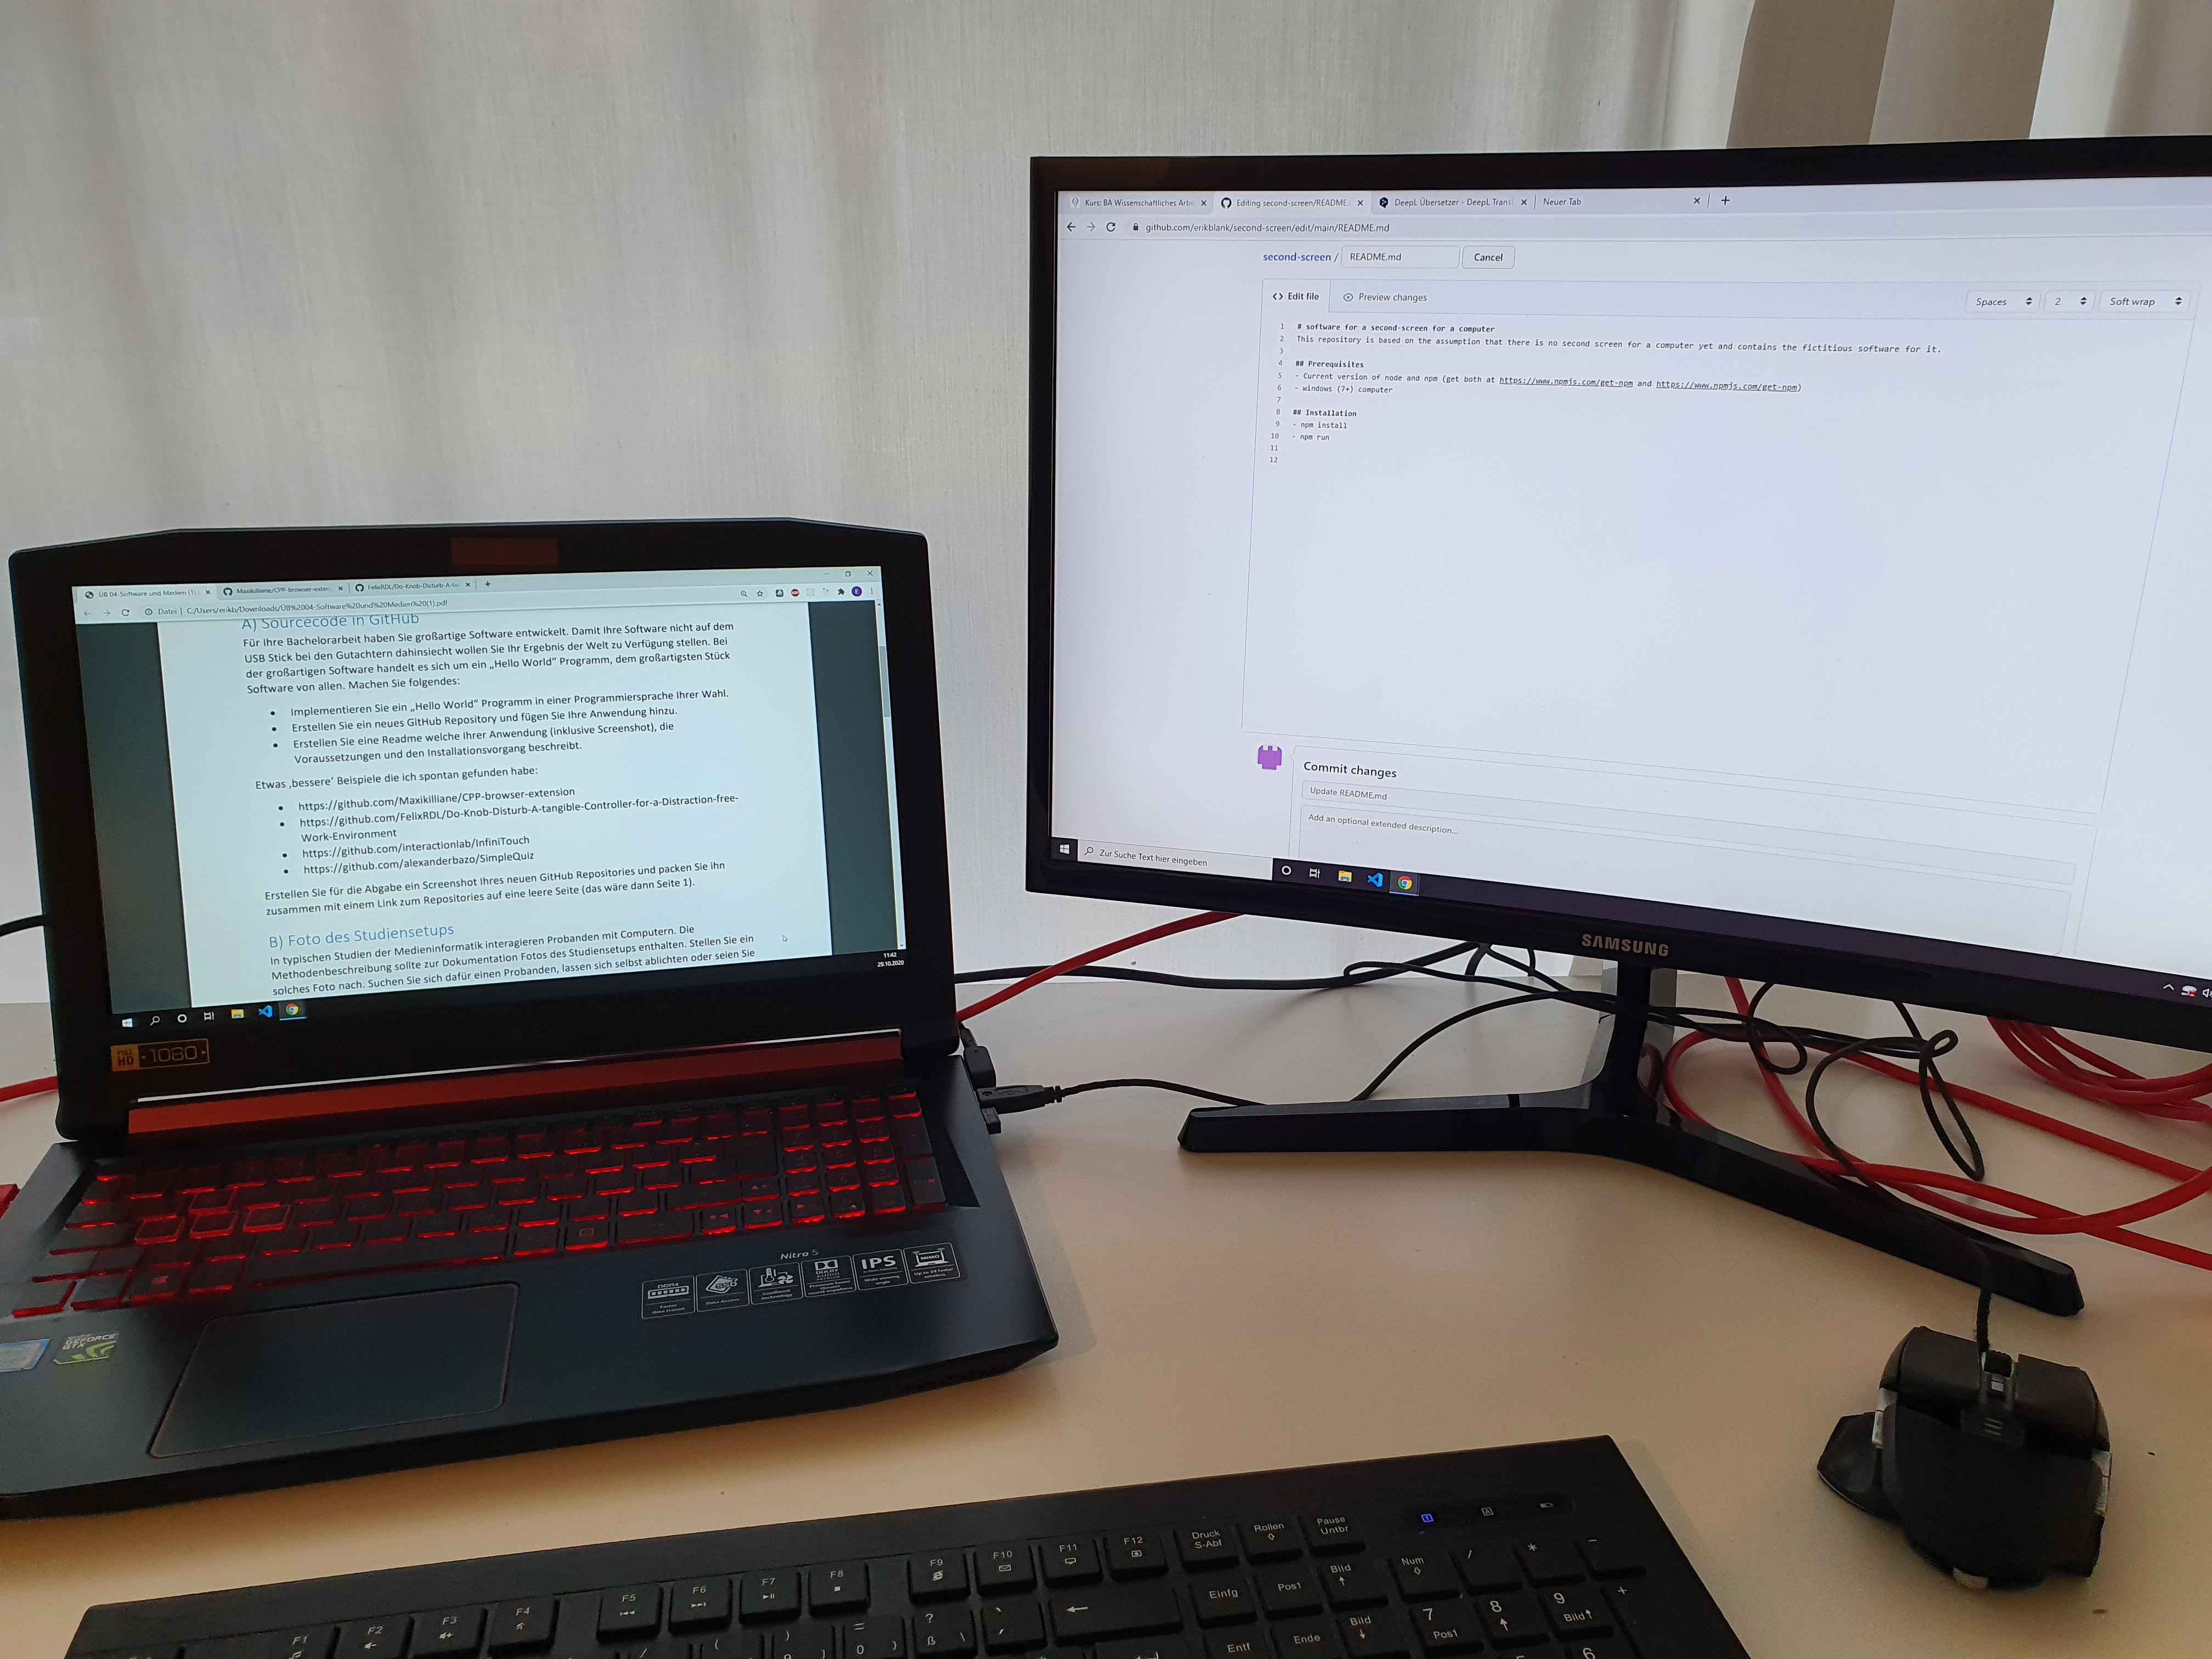 ÜB 04-Software und Medien (1)
Maxikilliane/CPP-browser-exten
FelixRDL/Do-Knob-Disturb-A-ta
Datei | C:/Users/erikb/Downloads/ÜB%2004-Software%20und%20Medien%20(1).pdf
A) Sourcecode in GitHub
Für Ihre Bachelorarbeit haben Sie großartige Software entwickelt. Damit Ihre Software nicht auf dem
USB Stick bei den Gutachtern dahinsiecht wollen Sie Ihr Ergebnis der Welt zu Verfügung stellen. Bei
der großartigen Software handelt es sich um ein „Hello World“ Programm, dem großartigsten Stück
Software von allen. Machen Sie folgendes:
• Implementieren Sie ein „Hello World“ Programm in einer Programmiersprache Ihrer Wahl.
• Erstellen Sie ein neues GitHub Repository und fügen Sie Ihre Anwendung hinzu.
• Erstellen Sie eine Readme welche Ihrer Anwendung (inklusive Screenshot), die
Voraussetzungen und den Installationsvorgang beschreibt.
Etwas ‚bessere‘ Beispiele die ich spontan gefunden habe:
• https://github.com/Maxikilliane/CPP-browser-extension
• https://github.com/FelixRDL/Do-Knob-Disturb-A-tangible-Controller-for-a-Distraction-free-
Work-Environment
• https://github.com/interactionlab/InfiniTouch
• https://github.com/alexanderbazo/SimpleQuiz
Erstellen Sie für die Abgabe ein Screenshot Ihres neuen GitHub Repositories und packen Sie ihn
zusammen mit einem Link zum Repositories auf eine leere Seite (das wäre dann Seite 1).
B) Foto des Studiensetups
In typischen Studien der Medieninformatik interagieren Probanden mit Computern. Die
Methodenbeschreibung sollte zur Dokumentation Fotos des Studiensetups enthalten. Stellen Sie ein
solches Foto nach. Suchen Sie sich dafür einen Probanden, lassen sich selbst ablichten oder seien Sie
11:42
29.10.2020
FULL HD 1080
Nitro 5
DDR4
SSD
DOLBY AUDIO
IPS
MIMO
GEFORCE
GTX
Kurs: BA Wissenschaftliches Arbe
Editing second-screen/README.
DeepL Übersetzer - DeepL Transl
Neuer Tab
github.com/erikblank/second-screen/edit/main/README.md
second-screen / README.md Cancel
<> Edit file Preview changes Spaces 2 Soft wrap
1 # software for a second-screen for a computer
2 This repository is based on the assumption that there is no second screen for a computer yet and contains the fictitious software for it.
3
4 ## Prerequisites
5 - Current version of node and npm (get both at https://www.npmjs.com/get-npm and https://www.npmjs.com/get-npm)
6 - windows (7+) computer
7
8 ## Installation
9 - npm install
10 - npm run
11
12
Commit changes
Update README.md
Add an optional extended description...
Zur Suche Text hier eingeben
SAMSUNG
F1 F2 F3 F4 F5 F6 F7 F8 F9 F10 F11 F12
Druck S-Abf
Rollen
Pause Untbr
Einfg Pos1 Bild Num / * -
Entf Ende Bild 7 Pos1 8 9 Bild +
( ) = 0 ? ß \
6